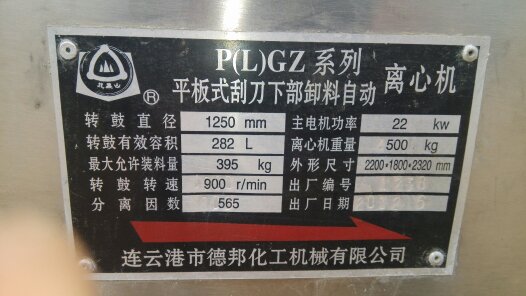 P(L)GZ 系列
平板式刮刀下部卸料自动 离心机
®
转鼓直径 1250 mm 主电机功率 22 kw
转鼓有效容积 282 L 离心机重量 500 kg
最大允许装料量 395 kg 外形尺寸 2200*1800*2320 mm
转鼓转速 900 r/min 出厂编号
分离因数 565 出厂日期
连云港市德邦化工机械有限公司